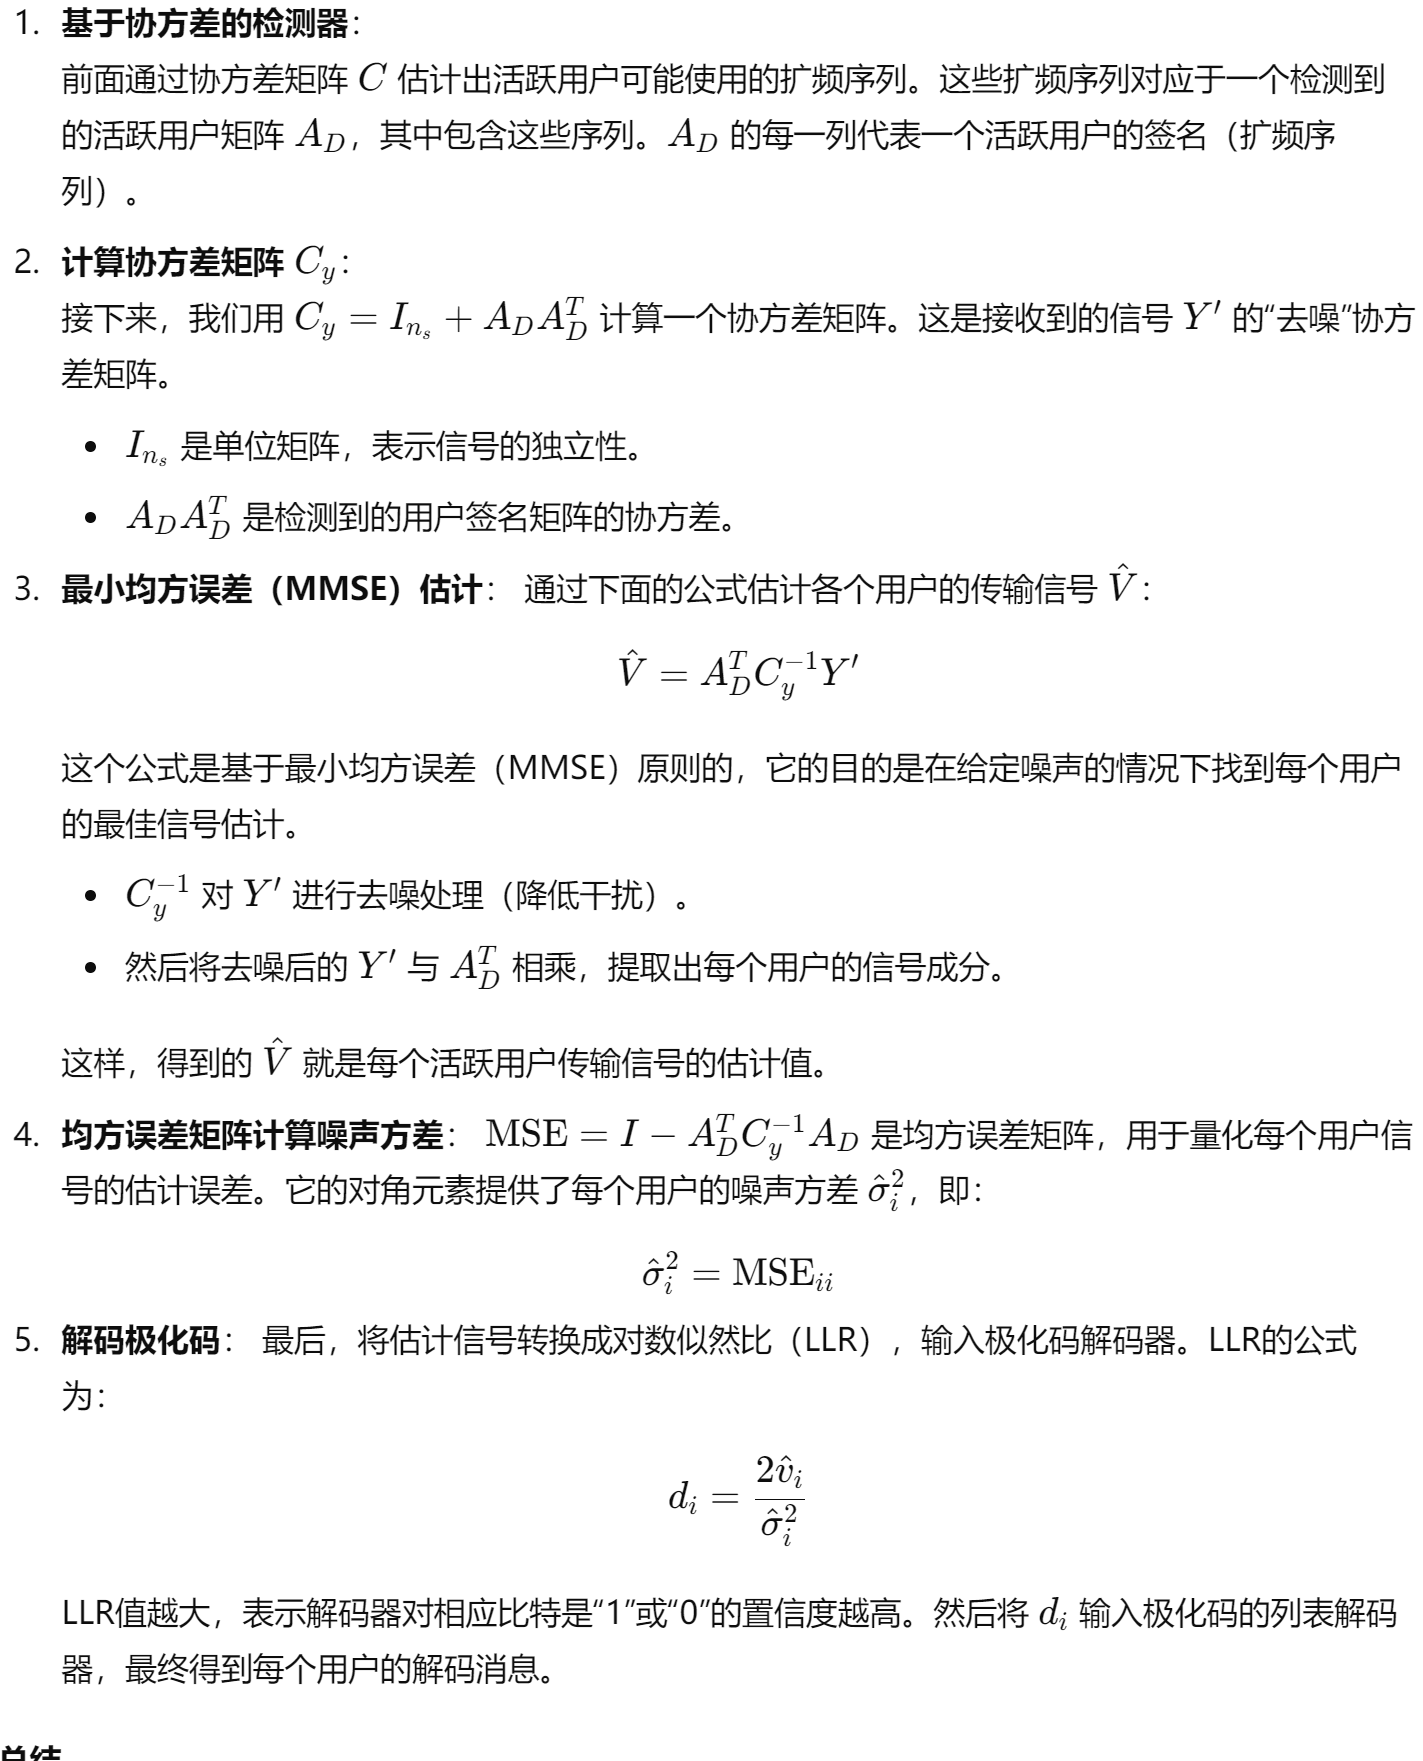 1. 基于协方差的检测器：
前面通过协方差矩阵 C 估计出活跃用户可能使用的扩频序列。这些扩频序列对应于一个检测到
的活跃用户矩阵 A_D，其中包含这些序列。A_D 的每一列代表一个活跃用户的签名（扩频序
列）。
2. 计算协方差矩阵 C_y：
接下来，我们用 C_y = I_{n_s} + A_D A_D^T 计算一个协方差矩阵。这是接收到的信号 Y′ 的“去噪”协方
差矩阵。
• I_{n_s} 是单位矩阵，表示信号的独立性。
• A_D A_D^T 是检测到的用户签名矩阵的协方差。
3. 最小均方误差（MMSE）估计： 通过下面的公式估计各个用户的传输信号 V̂：
V̂ = A_D^T C_y^{-1} Y′
这个公式是基于最小均方误差（MMSE）原则的，它的目的是在给定噪声的情况下找到每个用户
的最佳信号估计。
• C_y^{-1} 对 Y′ 进行去噪处理（降低干扰）。
• 然后将去噪后的 Y′ 与 A_D^T 相乘，提取出每个用户的信号成分。
这样，得到的 V̂ 就是每个活跃用户传输信号的估计值。
4. 均方误差矩阵计算噪声方差： MSE = I − A_D^T C_y^{-1} A_D 是均方误差矩阵，用于量化每个用户信
号的估计误差。它的对角元素提供了每个用户的噪声方差 σ̂_i^2，即：
σ̂_i^2 = MSE_{ii}
5. 解码极化码： 最后，将估计信号转换成对数似然比（LLR），输入极化码解码器。LLR的公式
为：
d_i = \frac{2v̂_i}{σ̂_i^2}
LLR值越大，表示解码器对相应比特是“1”或“0”的置信度越高。然后将 d_i 输入极化码的列表解码
器，最终得到每个用户的解码消息。
总结